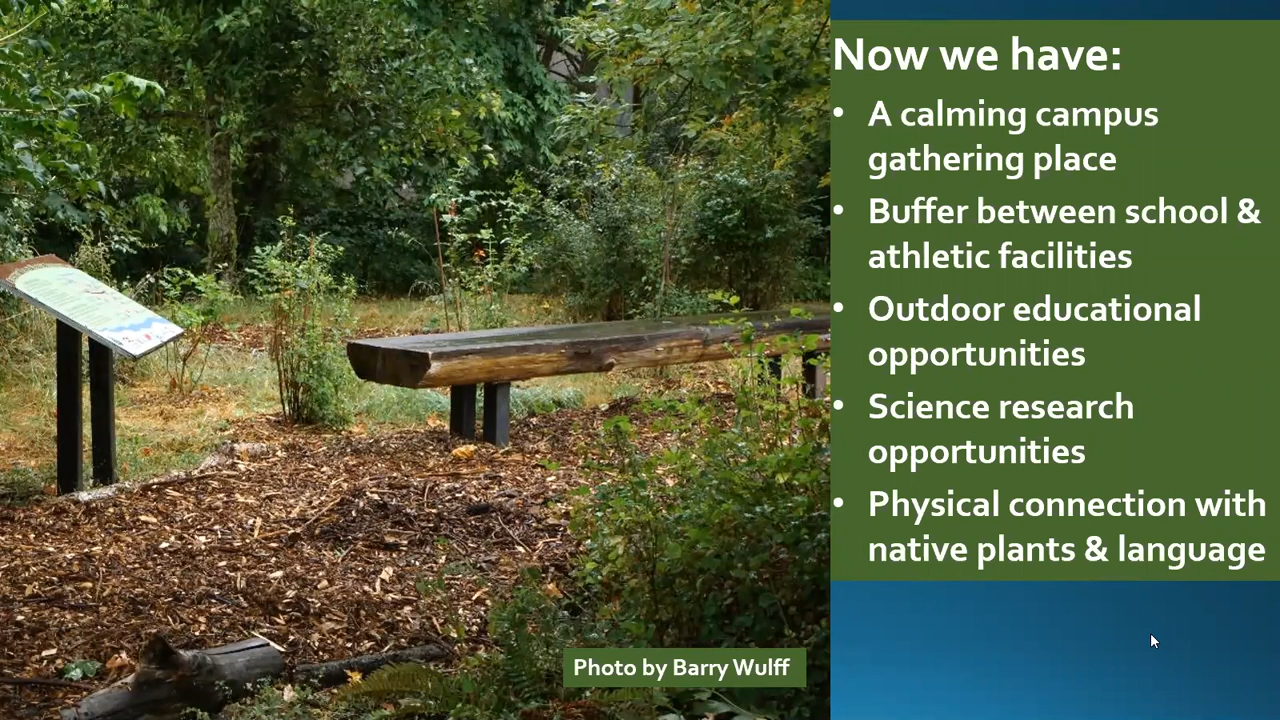 Now we have:
• A calming campus
gathering place
• Buffer between school &
athletic facilities
• Outdoor educational
opportunities
• Science research
opportunities
• Physical connection with
native plants & language
Photo by Barry Wulff